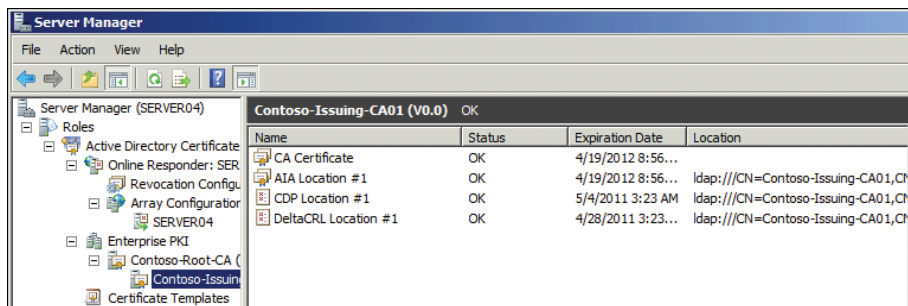 Server Manager
File Action View Help
Server Manager (SERVER04)
Roles
Active Directory Certificate
Online Responder: SER
Revocation Configu
Array Configuration
SERVER04
Enterprise PKI
Contoso-Root-CA (
Contoso-Issuin
Certificate Templates
Contoso-Issuing-CA01 (V0.0) OK
Name Status Expiration Date Location
CA Certificate OK 4/19/2012 8:56...
AIA Location #1 OK 4/19/2012 8:56... ldap:///CN=Contoso-Issuing-CA01,CN
CDP Location #1 OK 5/4/2011 3:23 AM ldap:///CN=Contoso-Issuing-CA01,CN
DeltaCRL Location #1 OK 4/28/2011 3:23... ldap:///CN=Contoso-Issuing-CA01,CN